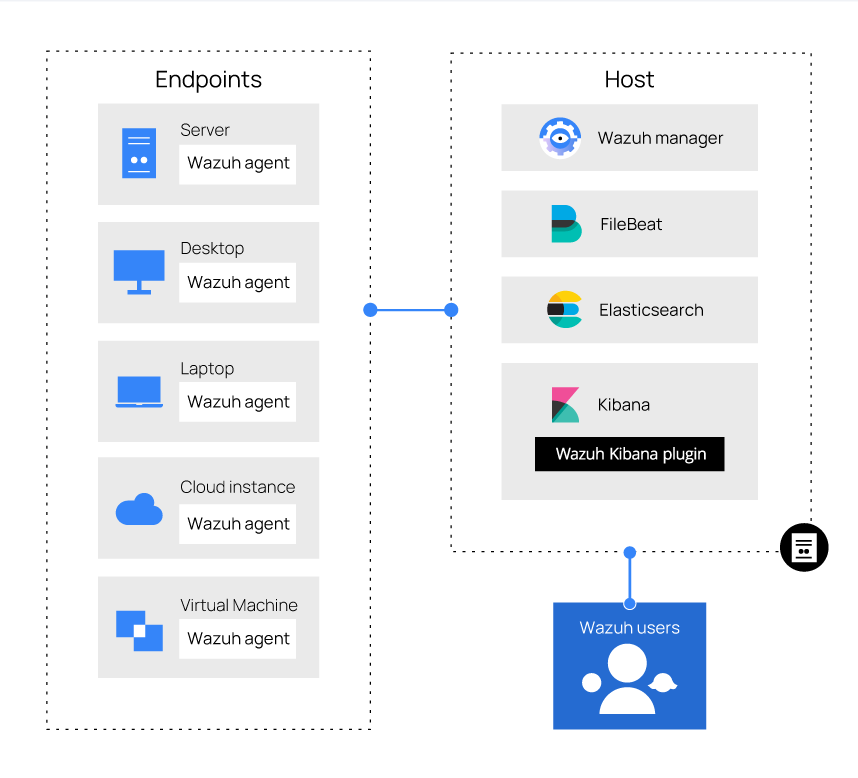 Endpoints
Server
Wazuh agent
Desktop
Wazuh agent
Laptop
Wazuh agent
Cloud instance
Wazuh agent
Virtual Machine
Wazuh agent
Host
Wazuh manager
FileBeat
Elasticsearch
Kibana
Wazuh Kibana plugin
Wazuh users